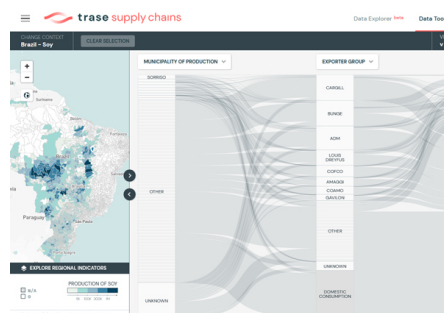 trase supply chains
Data Explorer beta
Data Too
CHANGE CONTEXT
Brazil - Soy
CLEAR SELECTION
MUNICIPALITY OF PRODUCTION
EXPORTER GROUP
SORRISO
OTHER
UNKNOWN
CARGILL
BUNGE
ADM
LOUIS
DREYFUS
COFCO
AMAGGI
COAMO
GAVILON
OTHER
UNKNOWN
DOMESTIC
CONSUMPTION
Suriname
Paraguay
EXPLORE REGIONAL INDICATORS
PRODUCTION OF SOY
N/A
0